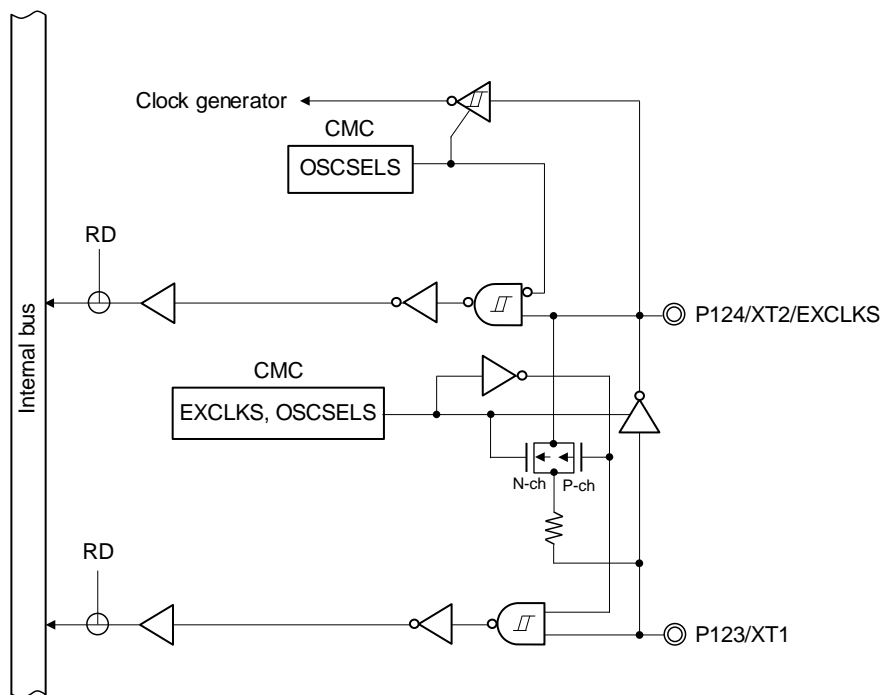 Clock generator
CMC
OSCSELS
RD
P124/XT2/EXCLKS
Internal bus
CMC
EXCLKS, OSCSELS
N-ch
P-ch
RD
P123/XT1